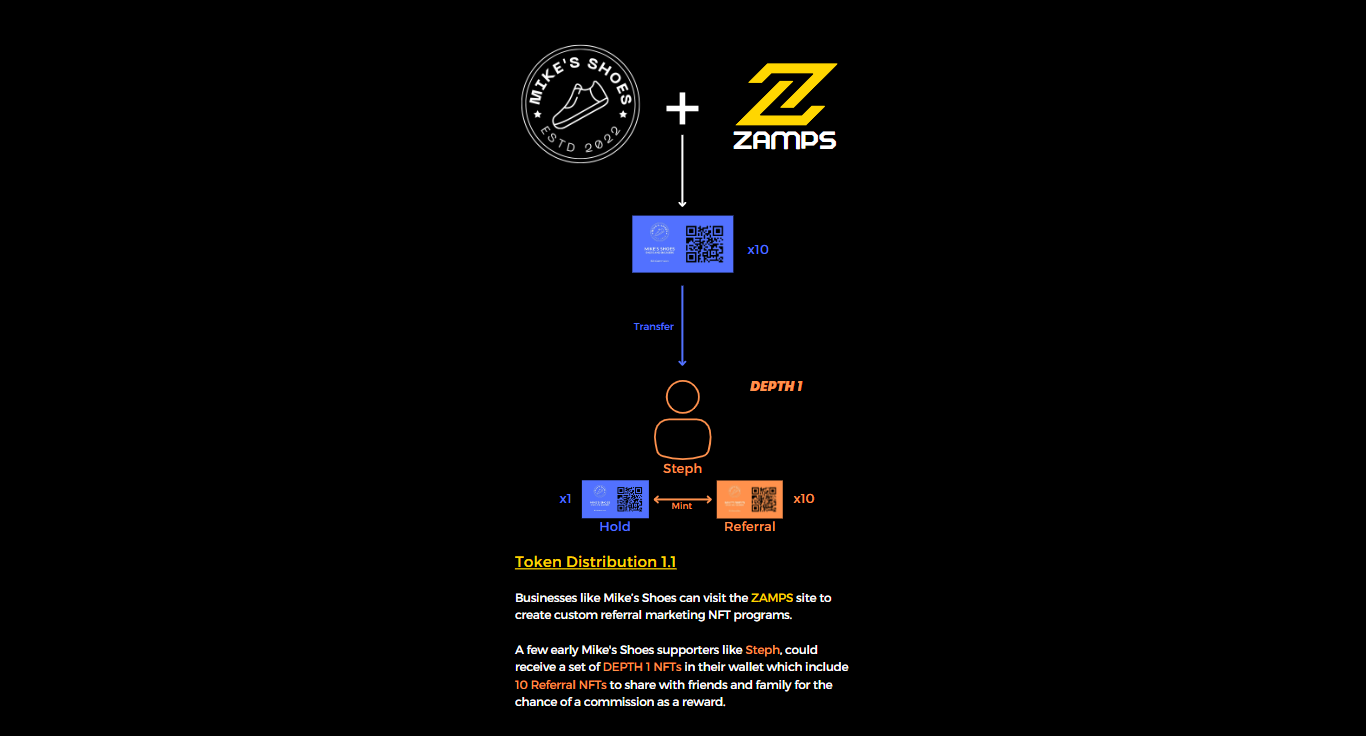 MIKE'S SHOES
ESTD 2022
ZAMPS
x10
MIKE'S SHOES
Transfer
DEPTH 1
Steph
x1
Mint
x10
Hold
Referral
Token Distribution 1.1
Businesses like Mike's Shoes can visit the ZAMPS site to
create custom referral marketing NFT programs.
A few early Mike's Shoes supporters like Steph, could
receive a set of DEPTH 1 NFTs in their wallet which include
10 Referral NFTs to share with friends and family for the
chance of a commission as a reward.